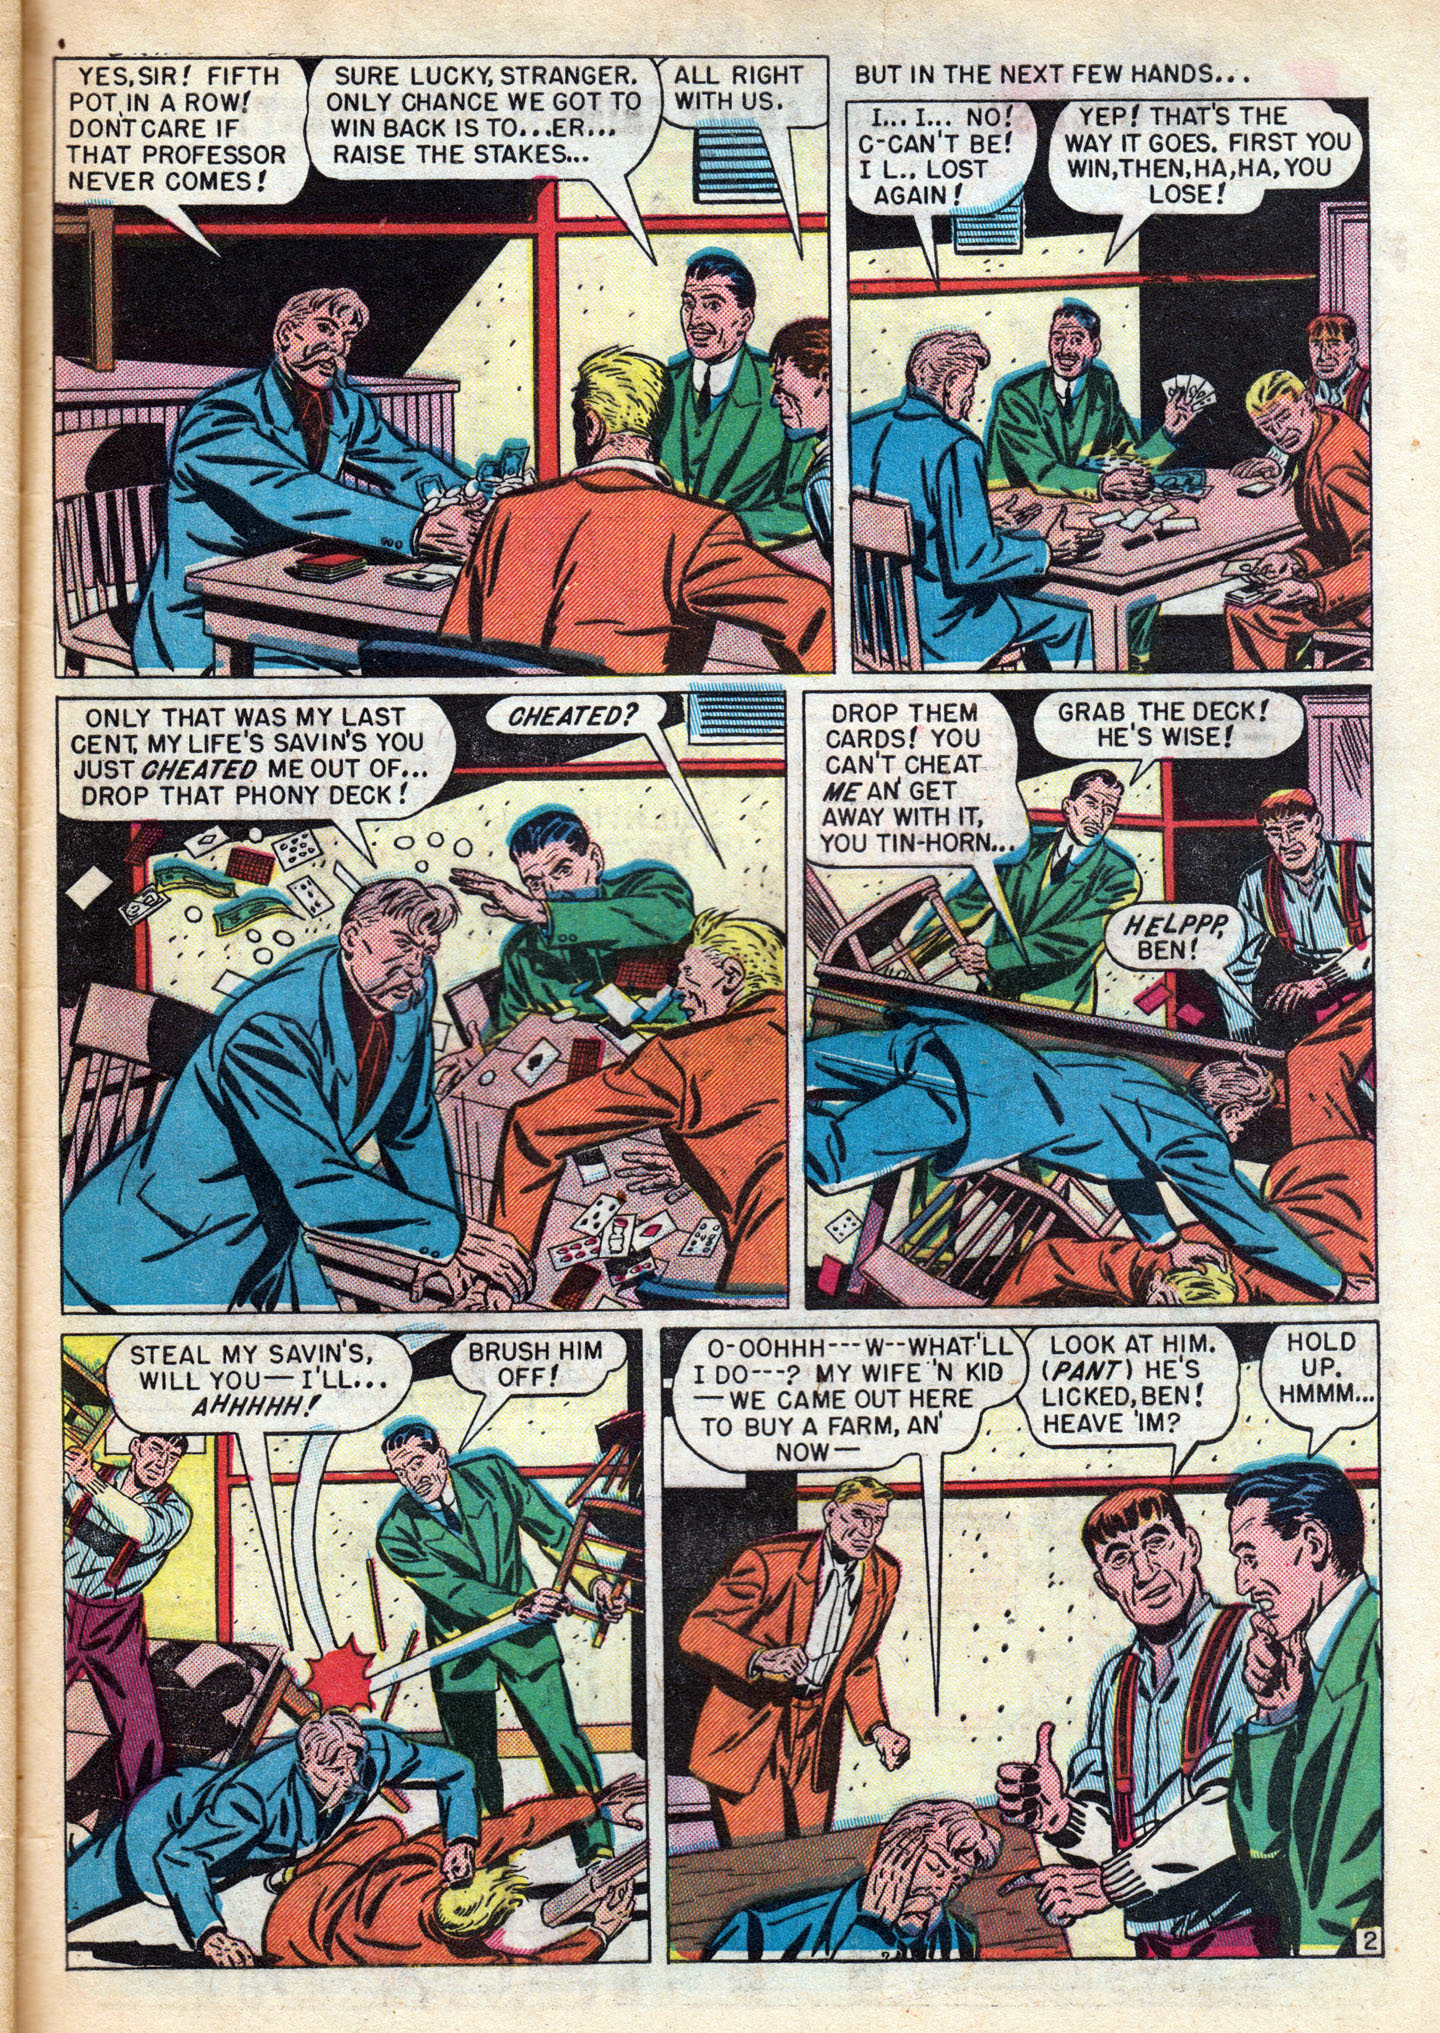 YES, SIR! FIFTH
POT, IN A ROW!
DON'T CARE IF
THAT PROFESSOR
NEVER COMES!
SURE LUCKY, STRANGER.
ONLY CHANCE WE GOT TO
WIN BACK IS TO...ER...
RAISE THE STAKES...
ALL RIGHT
WITH US.
BUT IN THE NEXT FEW HANDS...
I... I... NO!
C-CAN'T BE!
I L.. LOST
AGAIN!
YEP! THAT'S THE
WAY IT GOES. FIRST YOU
WIN, THEN, HA, HA, YOU
LOSE!
ONLY THAT WAS MY LAST
CENT, MY LIFE'S SAVIN'S YOU
JUST CHEATED ME OUT OF...
DROP THAT PHONY DECK!
CHEATED?
DROP THEM
CARDS! YOU
CAN'T CHEAT
ME AN' GET
AWAY WITH IT,
YOU TIN-HORN...
GRAB THE DECK!
HE'S WISE!
HELPPP,
BEN!
STEAL MY SAVIN'S,
WILL YOU— I'LL...
AHHHHH!
BRUSH HIM
OFF!
O-OOHHH---W--WHAT'LL
I DO---? MY WIFE 'N KID
—WE CAME OUT HERE
TO BUY A FARM, AN'
NOW—
LOOK AT HIM.
(PANT) HE'S
LICKED, BEN!
HEAVE 'IM?
HOLD
UP.
HMMM...
2